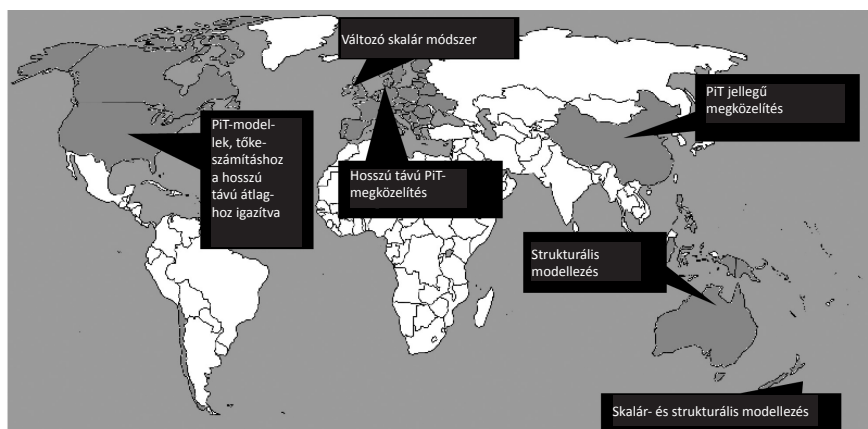 Változó skalár módszer
PiT jellegű
megközelítés
PiT-model-
lek, tőke-
számításhoz
a hosszú
távú átlag-
hoz igazítva
Hosszú távú PiT-
megközelítés
Strukturális
modellezés
Skalár- és strukturális modellezés